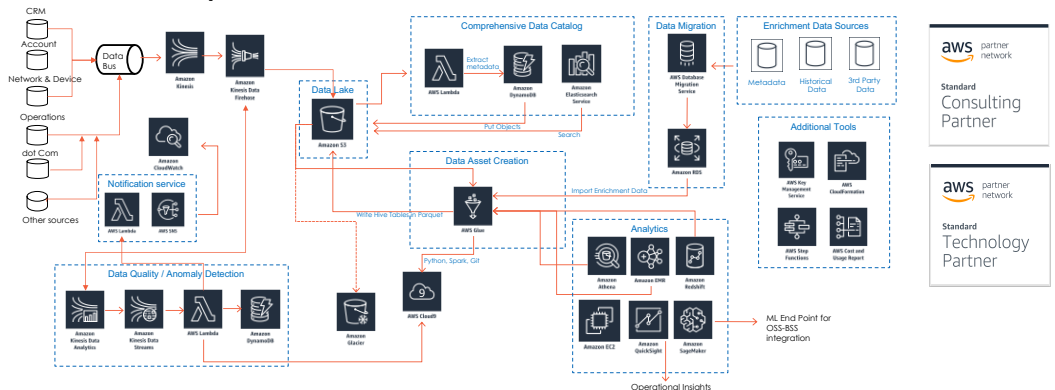 CRM
Account
Network & Device
Operations
dot Com
Other sources
Data
Bus
Amazon
Kinesis
Amazon
Kinesis Data
Firehose
Amazon
CloudWatch
Notification service
AWS Lambda
AWS SNS
Data Quality / Anomaly Detection
Amazon
Kinesis Data
Analytics
Amazon
Kinesis Data
Streams
AWS Lambda
Amazon
DynamoDB
Data Lake
Amazon S3
Comprehensive Data Catalog
AWS Lambda
Extract
metadata
Amazon
DynamoDB
Amazon
Elasticsearch
Service
Put Objects
Search
Data Asset Creation
Import Enrichment Data
Write Hive Tables in Parquet
AWS Glue
Python, Spark, Git
9
AWS Cloud9
Amazon
Glacier
Data Migration
AWS Database
Migration
Service
Amazon RDS
Enrichment Data Sources
Metadata
Historical
Data
3rd Party
Data
Analytics
Amazon
Athena
Amazon EMR
Amazon
Redshift
Amazon EC2
Amazon
QuickSight
Amazon
SageMaker
ML End Point for
OSS-BSS
integration
Operational Insights
Additional Tools
AWS Key
Management
Service
AWS
CloudFormation
AWS Step
Functions
AWS Cost and
Usage Report
aws partner
network
Standard
Consulting
Partner
aws partner
network
Standard
Technology
Partner